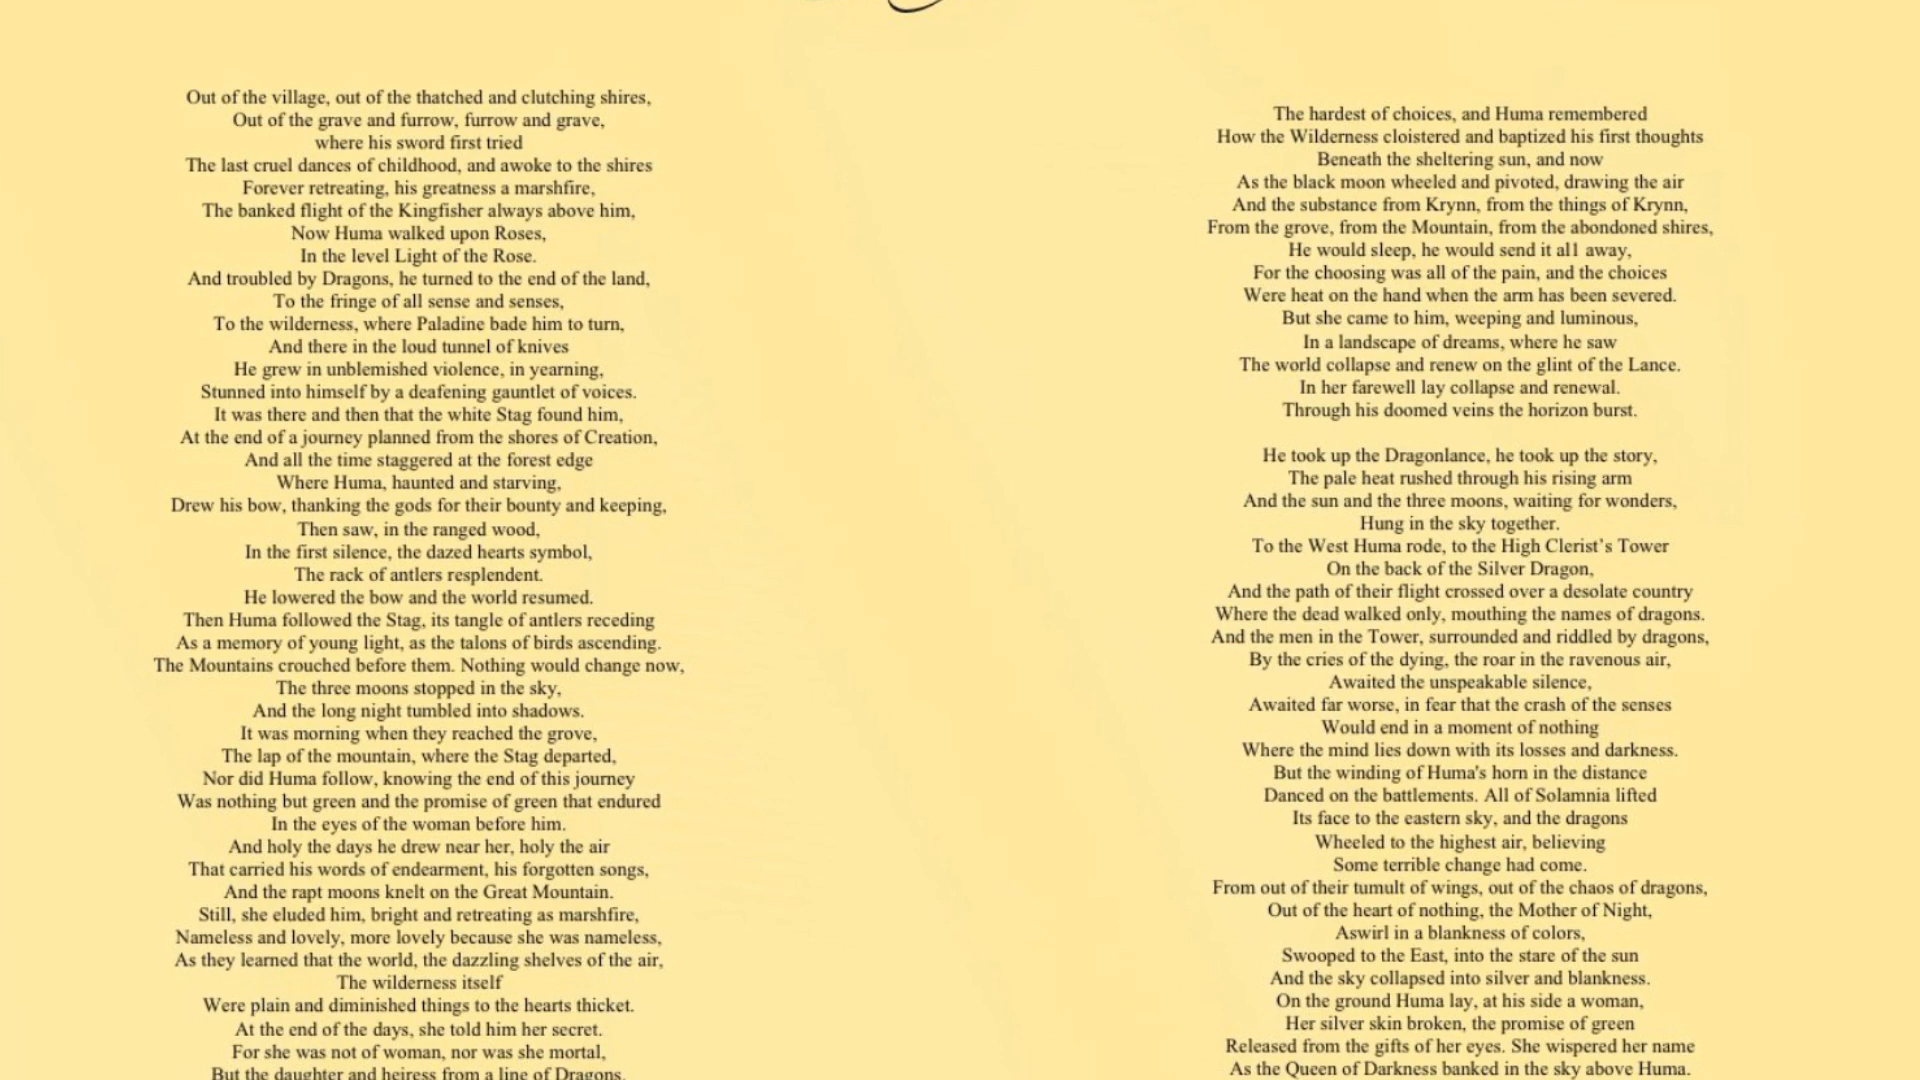 Out of the village, out of the thatched and clutching shires,
Out of the grave and furrow, furrow and grave,
where his sword first tried
The last cruel dances of childhood, and awoke to the shires
Forever retreating, his greatness a marshfire,
The banked flight of the Kingfisher always above him,
Now Huma walked upon Roses,
In the level Light of the Rose.
And troubled by Dragons, he turned to the end of the land,
To the fringe of all sense and senses,
To the wilderness, where Paladine bade him to turn,
And there in the loud tunnel of knives
He grew in unblemished violence, in yearning,
Stunned into himself by a deafening gauntlet of voices.
It was there and then that the white Stag found him,
At the end of a journey planned from the shores of Creation,
And all the time staggered at the forest edge
Where Huma, haunted and starving,
Drew his bow, thanking the gods for their bounty and keeping,
Then saw, in the ranged wood,
In the first silence, the dazed hearts symbol,
The rack of antlers resplendent.
He lowered the bow and the world resumed.
Then Huma followed the Stag, its tangle of antlers receding
As a memory of young light, as the talons of birds ascending.
The Mountains crouched before them. Nothing would change now,
The three moons stopped in the sky,
And the long night tumbled into shadows.
It was morning when they reached the grove,
The lap of the mountain, where the Stag departed,
Nor did Huma follow, knowing the end of this journey
Was nothing but green and the promise of green that endured
In the eyes of the woman before him.
And holy the days he drew near her, holy the air
That carried his words of endearment, his forgotten songs,
And the rapt moons knelt on the Great Mountain.
Still, she eluded him, bright and retreating as marshfire,
Nameless and lovely, more lovely because she was nameless,
As they learned that the world, the dazzling shelves of the air,
The wilderness itself
Were plain and diminished things to the hearts thicket.
At the end of the days, she told him her secret.
For she was not of woman, nor was she mortal,
But the daughter and heiress from a line of Dragons.
The hardest of choices, and Huma remembered
How the Wilderness cloistered and baptized his first thoughts
Beneath the sheltering sun, and now
As the black moon wheeled and pivoted, drawing the air
And the substance from Krynn, from the things of Krynn,
From the grove, from the Mountain, from the abondoned shires,
He would sleep, he would send it all away,
For the choosing was all of the pain, and the choices
Were heat on the hand when the arm has been severed.
But she came to him, weeping and luminous,
In a landscape of dreams, where he saw
The world collapse and renew on the glint of the Lance.
In her farewell lay collapse and renewal.
Through his doomed veins the horizon burst.
He took up the Dragonlance, he took up the story,
The pale heat rushed through his rising arm
And the sun and the three moons, waiting for wonders,
Hung in the sky together.
To the West Huma rode, to the High Clerist's Tower
On the back of the Silver Dragon,
And the path of their flight crossed over a desolate country
Where the dead walked only, mouthing the names of dragons.
And the men in the Tower, surrounded and riddled by dragons,
By the cries of the dying, the roar in the ravenous air,
Awaited the unspeakable silence,
Awaited far worse, in fear that the crash of the senses
Would end in a moment of nothing
Where the mind lies down with its losses and darkness.
But the winding of Huma's horn in the distance
Danced on the battlements. All of Solamnia lifted
Its face to the eastern sky, and the dragons
Wheeled to the highest air, believing
Some terrible change had come.
From out of their tumult of wings, out of the chaos of dragons,
Out of the heart of nothing, the Mother of Night,
Aswirl in a blankness of colors,
Swooped to the East, into the stare of the sun
And the sky collapsed into silver and blankness.
On the ground Huma lay, at his side a woman,
Her silver skin broken, the promise of green
Released from the gifts of her eyes. She wispered her name
As the Queen of Darkness banked in the sky above Huma.